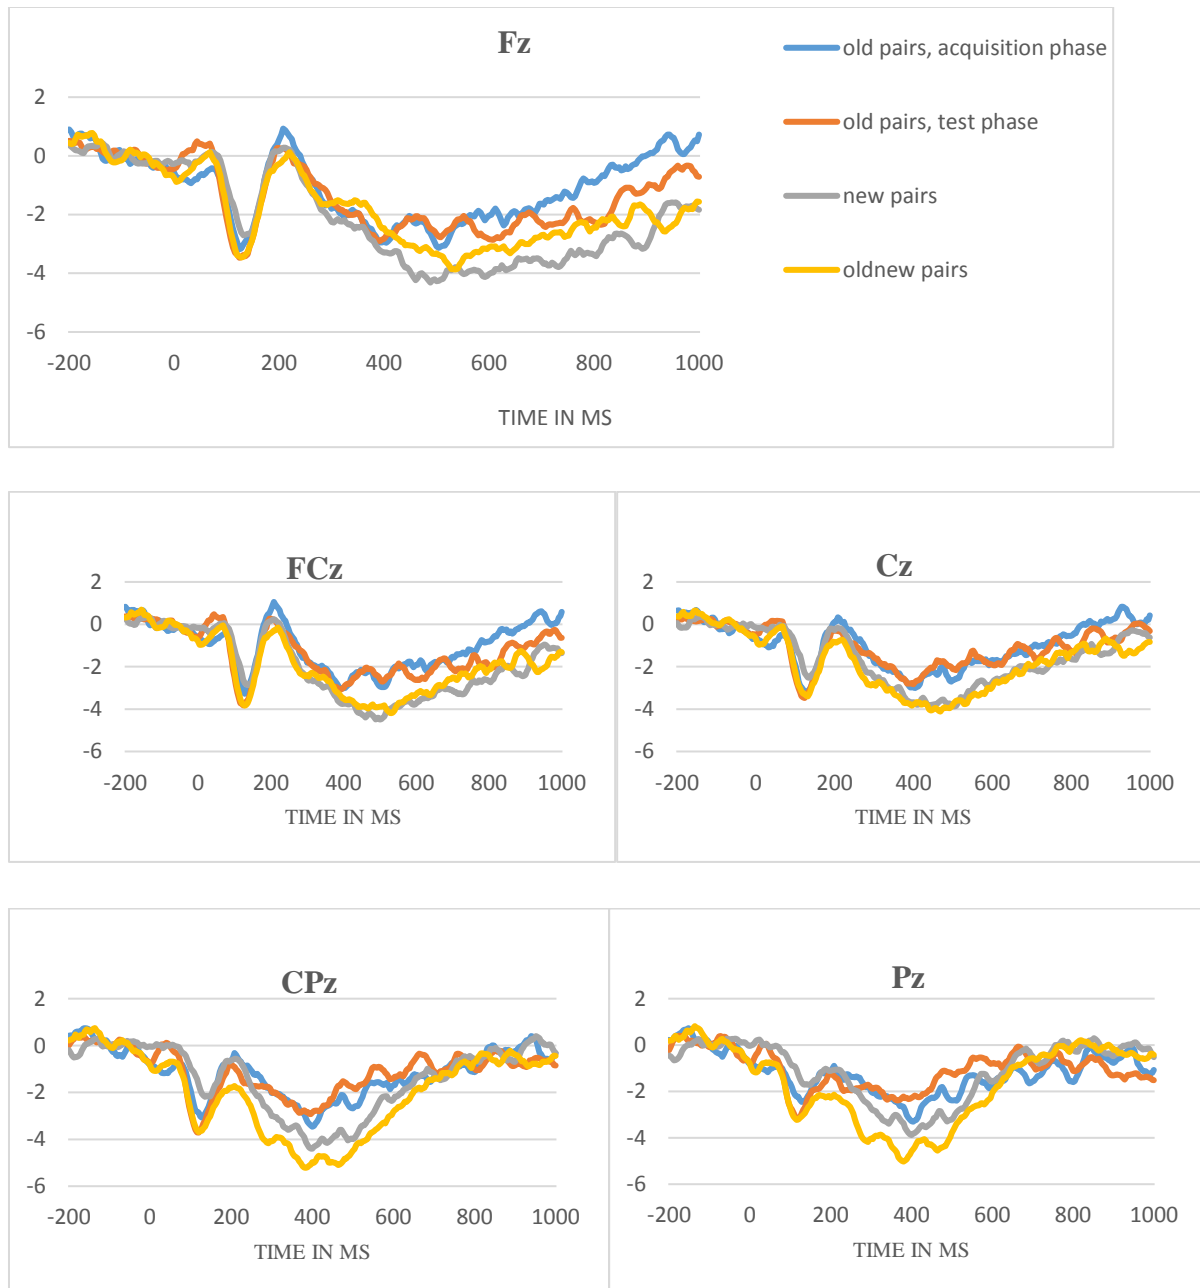 Fz
old pairs, acquisition phase
old pairs, test phase
new pairs
oldnew pairs
2
0
-2
-4
-6
-200 0 200 400 600 800 1000
TIME IN MS
FCz
2
0
-2
-4
-6
-200 0 200 400 600 800 1000
TIME IN MS
Cz
2
0
-2
-4
-6
-200 0 200 400 600 800 1000
TIME IN MS
CPz
2
0
-2
-4
-6
-200 0 200 400 600 800 1000
TIME IN MS
Pz
2
0
-2
-4
-6
-200 0 200 400 600 800 1000
TIME IN MS